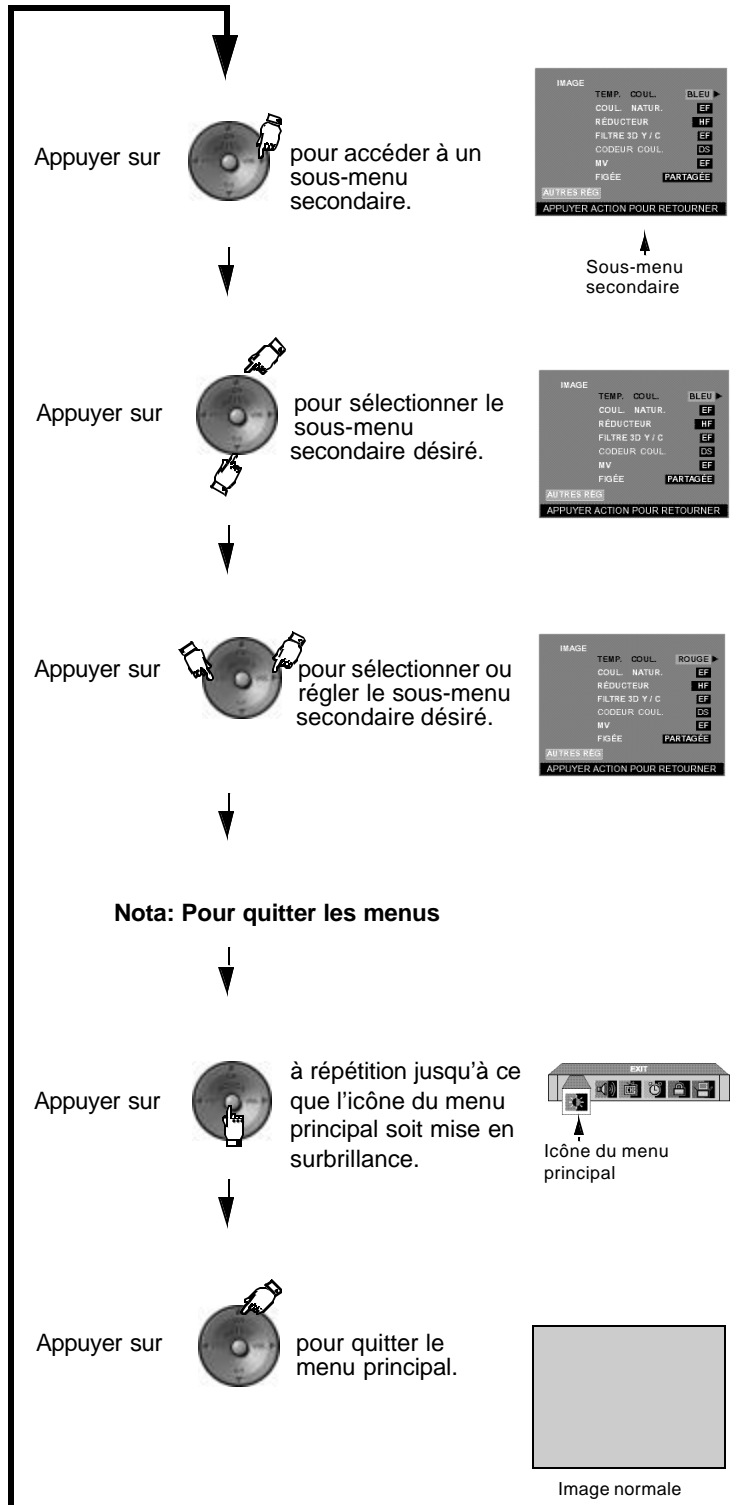 Appuyer sur
pour accéder à un
sous-menu
secondaire.
IMAGE
TEMP. COUL. BLEU
COUL. NATUR. EF
RÉDUCTEUR HF
FILTRE 3D Y / C EF
CODEUR COUL. DS
MV EF
FIGÉE PARTAGÉE
AUTRES RÉG
APPUYER ACTION POUR RETOURNER
Sous-menu
secondaire
Appuyer sur
pour sélectionner le
sous-menu
secondaire désiré.
IMAGE
TEMP. COUL. BLEU
COUL. NATUR. EF
RÉDUCTEUR HF
FILTRE 3D Y / C EF
CODEUR COUL. DS
MV EF
FIGÉE PARTAGÉE
AUTRES RÉG
APPUYER ACTION POUR RETOURNER
Appuyer sur
pour sélectionner ou
régler le sous-menu
secondaire désiré.
IMAGE
TEMP. COUL. ROUGE
COUL. NATUR. EF
RÉDUCTEUR HF
FILTRE 3D Y / C EF
CODEUR COUL. DS
MV EF
FIGÉE PARTAGÉE
AUTRES RÉG
APPUYER ACTION POUR RETOURNER
Nota: Pour quitter les menus
Appuyer sur
à répétition jusqu'à ce
que l'icône du menu
principal soit mise en
surbrillance.
EXIT
Icône du menu
principal
Appuyer sur
pour quitter le
menu principal.
Image normale